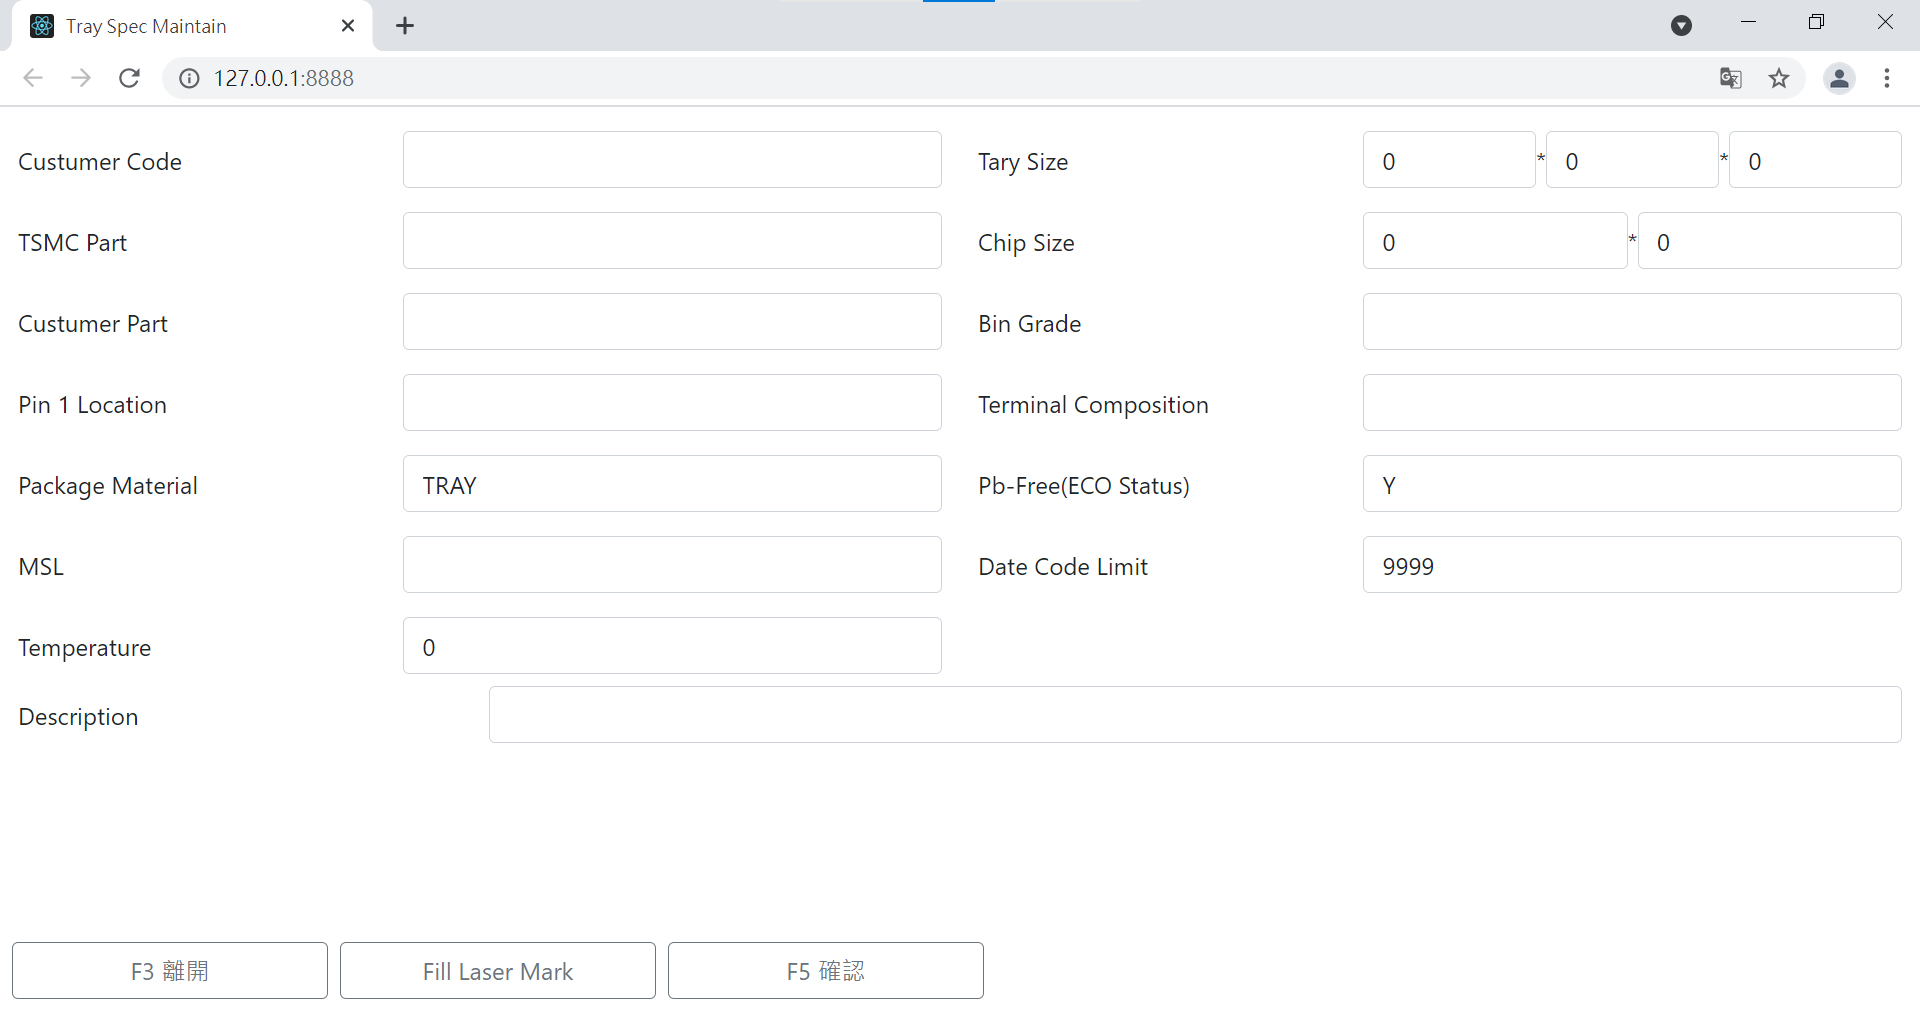 Tray Spec Maintain
127.0.0.1:8888
Custumer Code
Tary Size 0 * 0 * 0
TSMC Part
Chip Size 0 * 0
Custumer Part
Bin Grade
Pin 1 Location
Terminal Composition
Package Material TRAY
Pb-Free(ECO Status) Y
MSL
Date Code Limit 9999
Temperature 0
Description
F3 離開
Fill Laser Mark
F5 確認